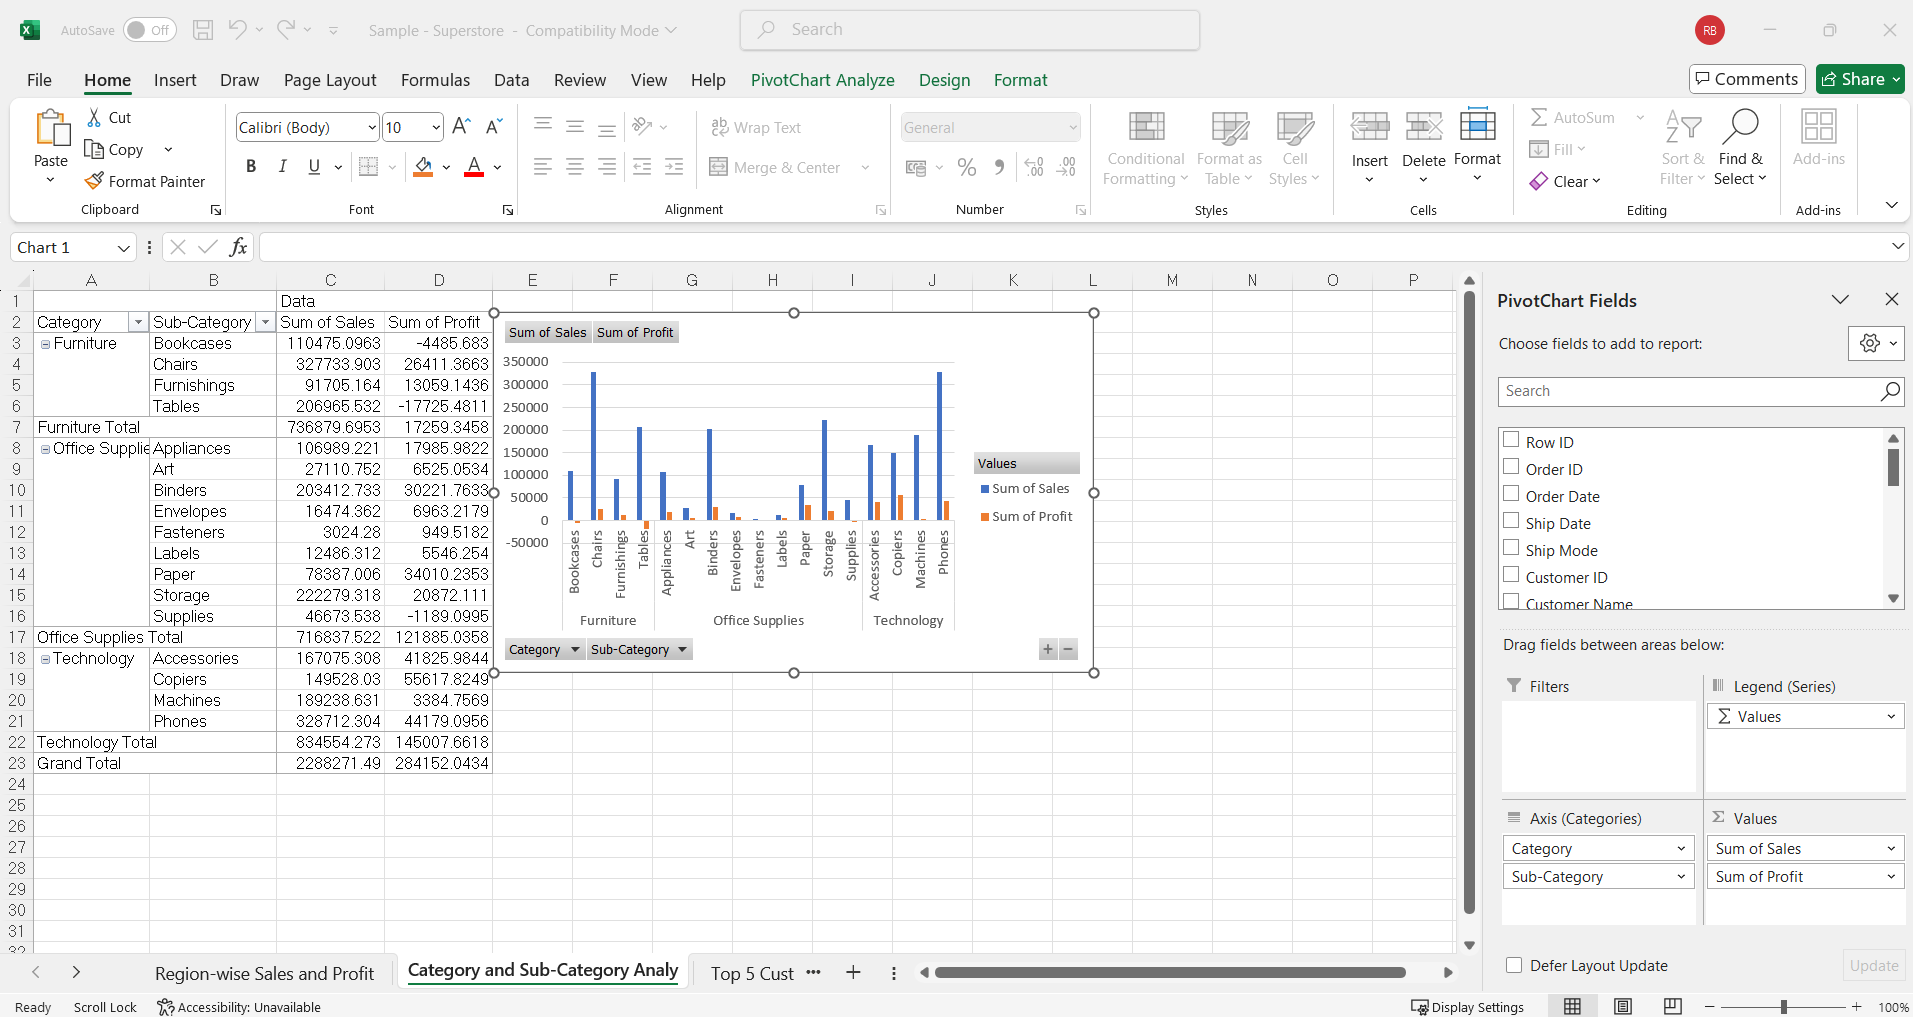 AutoSave Off Sample - Superstore - Compatibility Mode Search RB
File Home Insert Draw Page Layout Formulas Data Review View Help PivotChart Analyze Design Format Comments Share
Paste Cut Copy Format Painter Clipboard
Calibri (Body) 10 B I U A Font
Wrap Text Merge & Center Alignment
General % Number
Conditional Formatting Format as Table Cell Styles Styles
Insert Delete Format Cells
AutoSum Fill Clear Sort & Filter Find & Select Editing
Add-ins Add-ins
Chart 1 fx
A B C D E F G H I J K L M N O P
1 Data
2 Category Sub-Category Sum of Sales Sum of Profit
3 Furniture Bookcases 110475.0963 -4485.683
4 Chairs 327733.903 26411.3663
5 Furnishings 91705.164 13059.1436
6 Tables 206965.532 -17725.4811
7 Furniture Total 736879.6953 17259.3458
8 Office Supplie Appliances 106989.221 17985.9822
9 Art 27110.752 6525.0534
10 Binders 203412.733 30221.7633
11 Envelopes 16474.362 6963.2179
12 Fasteners 3024.28 949.5182
13 Labels 12486.312 5546.254
14 Paper 78387.006 34010.2353
15 Storage 222279.318 20872.111
16 Supplies 46673.538 -1189.0995
17 Office Supplies Total 716837.522 121885.0358
18 Technology Accessories 167075.308 41825.9844
19 Copiers 149528.03 55617.8249
20 Machines 189238.631 3384.7569
21 Phones 328712.304 44179.0956
22 Technology Total 834554.273 145007.6618
23 Grand Total 2288271.49 284152.0434
24
25
26
27
28
29
30
31
32
Sum of Sales Sum of Profit
350000
300000
250000
200000
150000
100000
50000
0
-50000
Bookcases Chairs Furnishings Tables Appliances Art Binders Envelopes Fasteners Labels Paper Storage Supplies Accessories Copiers Machines Phones
Furniture Office Supplies Technology
Values
Sum of Sales
Sum of Profit
Category Sub-Category + −
PivotChart Fields
Choose fields to add to report:
Search
Row ID
Order ID
Order Date
Ship Date
Ship Mode
Customer ID
Customer Name
Drag fields between areas below:
Filters Legend (Series)
Σ Values
Axis (Categories) Σ Values
Category Sum of Sales
Sub-Category Sum of Profit
Defer Layout Update Update
Region-wise Sales and Profit Category and Sub-Category Analy Top 5 Cust ... +
Ready Scroll Lock Accessibility: Unavailable Display Settings − + 100%